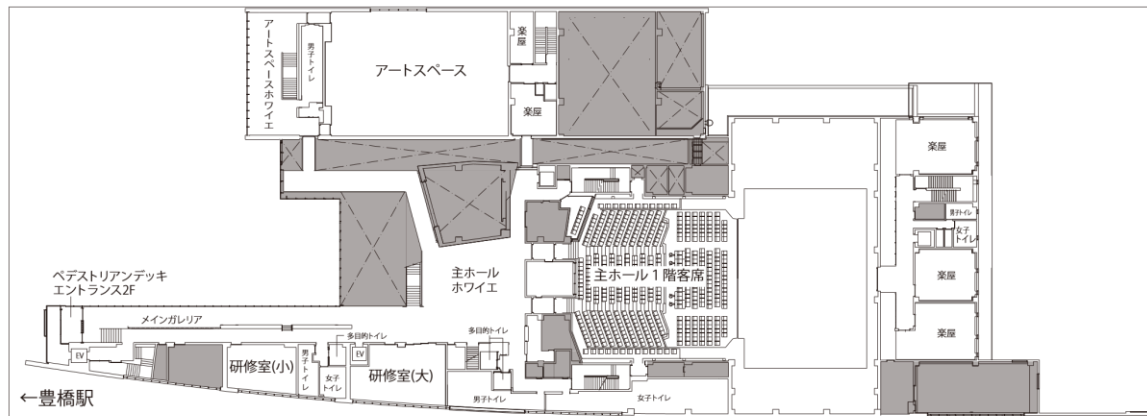 アートスペースホワイエ
男子トイレ
アートスペース
楽屋
楽屋
楽屋
男子トイレ
女子
トイレ
楽屋
楽屋
主ホール1階客席
主ホール
ホワイエ
ペデストリアンデッキ
エントランス2F
メインガレリア
多目的トイレ
多目的トイレ
EV
研修室(小)
男子トイレ
女子
トイレ
EV
研修室(大)
男子トイレ
女子トイレ
←豊橋駅